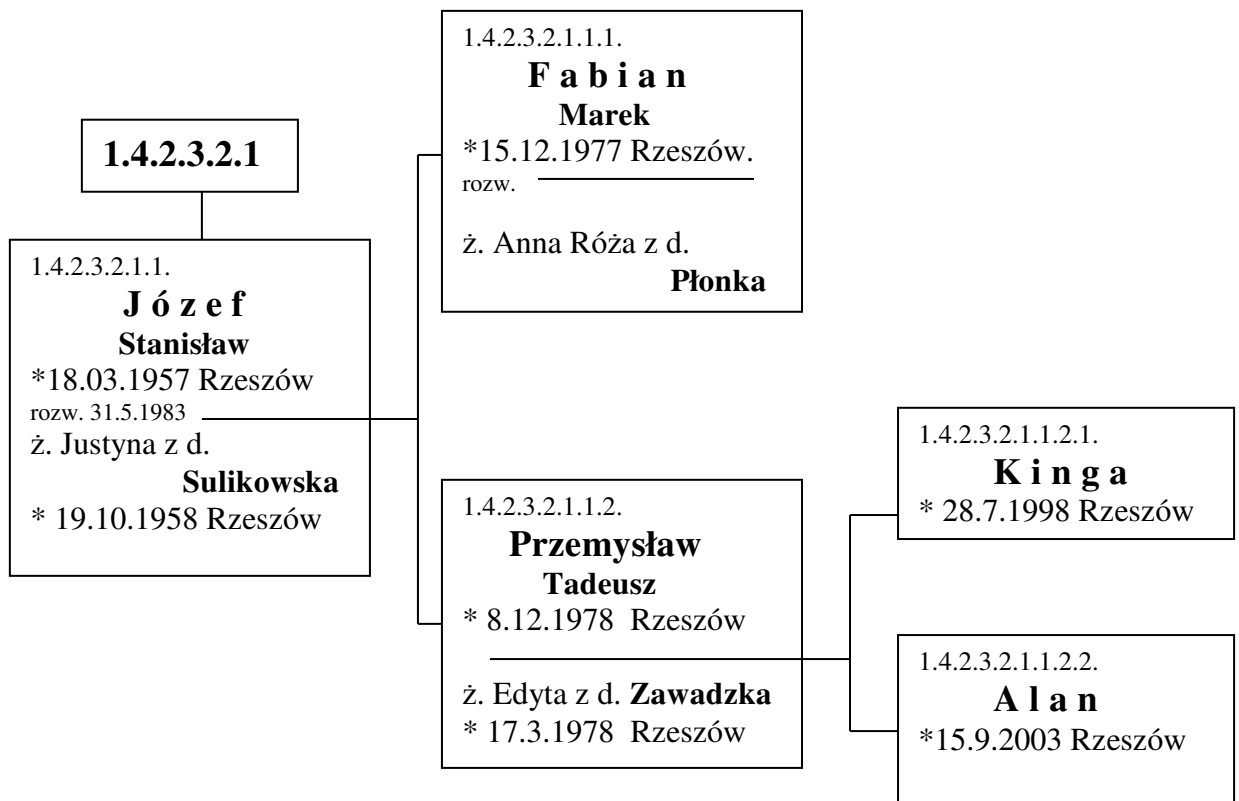 1.4.2.3.2.1
1.4.2.3.2.1.1.
J ó z e f
Stanisław
*18.03.1957 Rzeszów
rozw. 31.5.1983
ż. Justyna z d.
Sulikowska
* 19.10.1958 Rzeszów
1.4.2.3.2.1.1.1.
F a b i a n
Marek
*15.12.1977 Rzeszów.
rozw.
ż. Anna Róża z d.
Płonka
1.4.2.3.2.1.1.2.
Przemysław
Tadeusz
* 8.12.1978 Rzeszów
ż. Edyta z d. Zawadzka
* 17.3.1978 Rzeszów
1.4.2.3.2.1.1.2.1.
K i n g a
* 28.7.1998 Rzeszów
1.4.2.3.2.1.1.2.2.
A l a n
*15.9.2003 Rzeszów